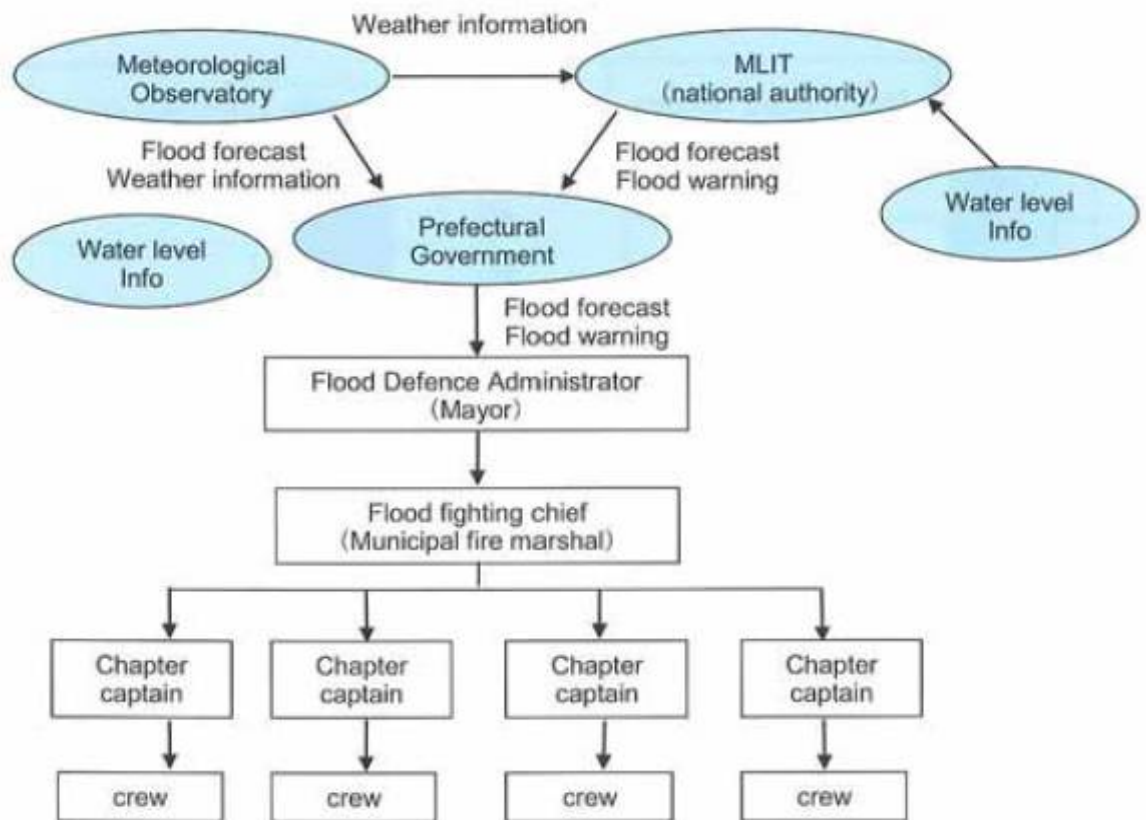 Weather information
Meteorological
Observatory
MLIT
(national authority)
Flood forecast
Weather information
Flood forecast
Flood warning
Water level
Info
Prefectural
Government
Water level
Info
Flood forecast
Flood warning
Flood Defence Administrator
(Mayor)
Flood fighting chief
(Municipal fire marshal)
Chapter
captain
Chapter
captain
Chapter
captain
Chapter
captain
crew
crew
crew
crew